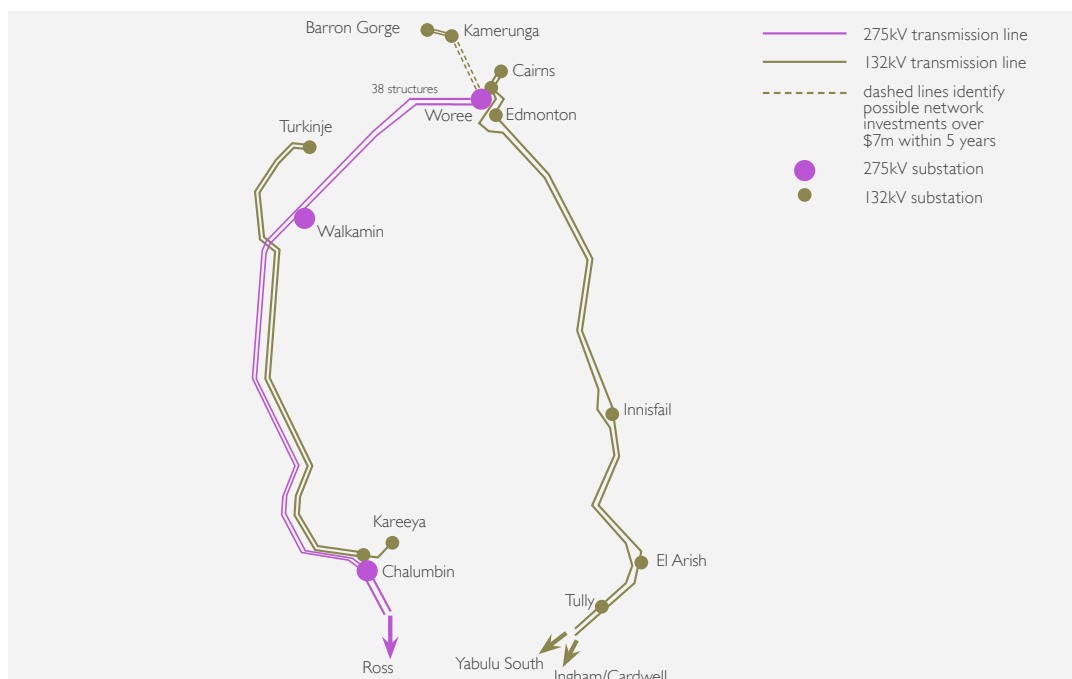 Barron Gorge
Kamerunga
Cairns
38 structures
Woree
Edmonton
Turkinje
Walkamin
Innisfail
Kareeya
Chalumbin
El Arish
Tully
Yabulu South
Ross
Ingham/Cardwell
275kV transmission line
132kV transmission line
dashed lines identify
possible network
investments over
$7m within 5 years
275kV substation
132kV substation